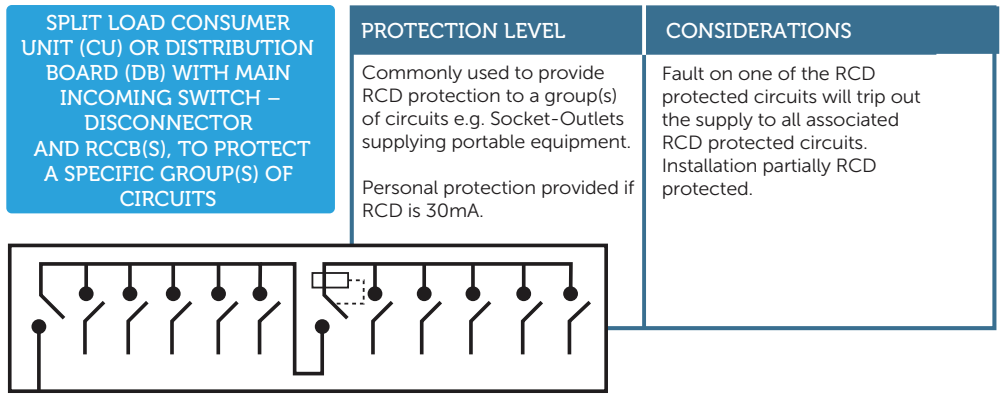 SPLIT LOAD CONSUMER
UNIT (CU) OR DISTRIBUTION
BOARD (DB) WITH MAIN
INCOMING SWITCH –
DISCONNECTOR
AND RCCB(S), TO PROTECT
A SPECIFIC GROUP(S) OF
CIRCUITS
PROTECTION LEVEL
Commonly used to provide
RCD protection to a group(s)
of circuits e.g. Socket-Outlets
supplying portable equipment.
Personal protection provided if
RCD is 30mA.
CONSIDERATIONS
Fault on one of the RCD
protected circuits will trip out
the supply to all associated
RCD protected circuits.
Installation partially RCD
protected.